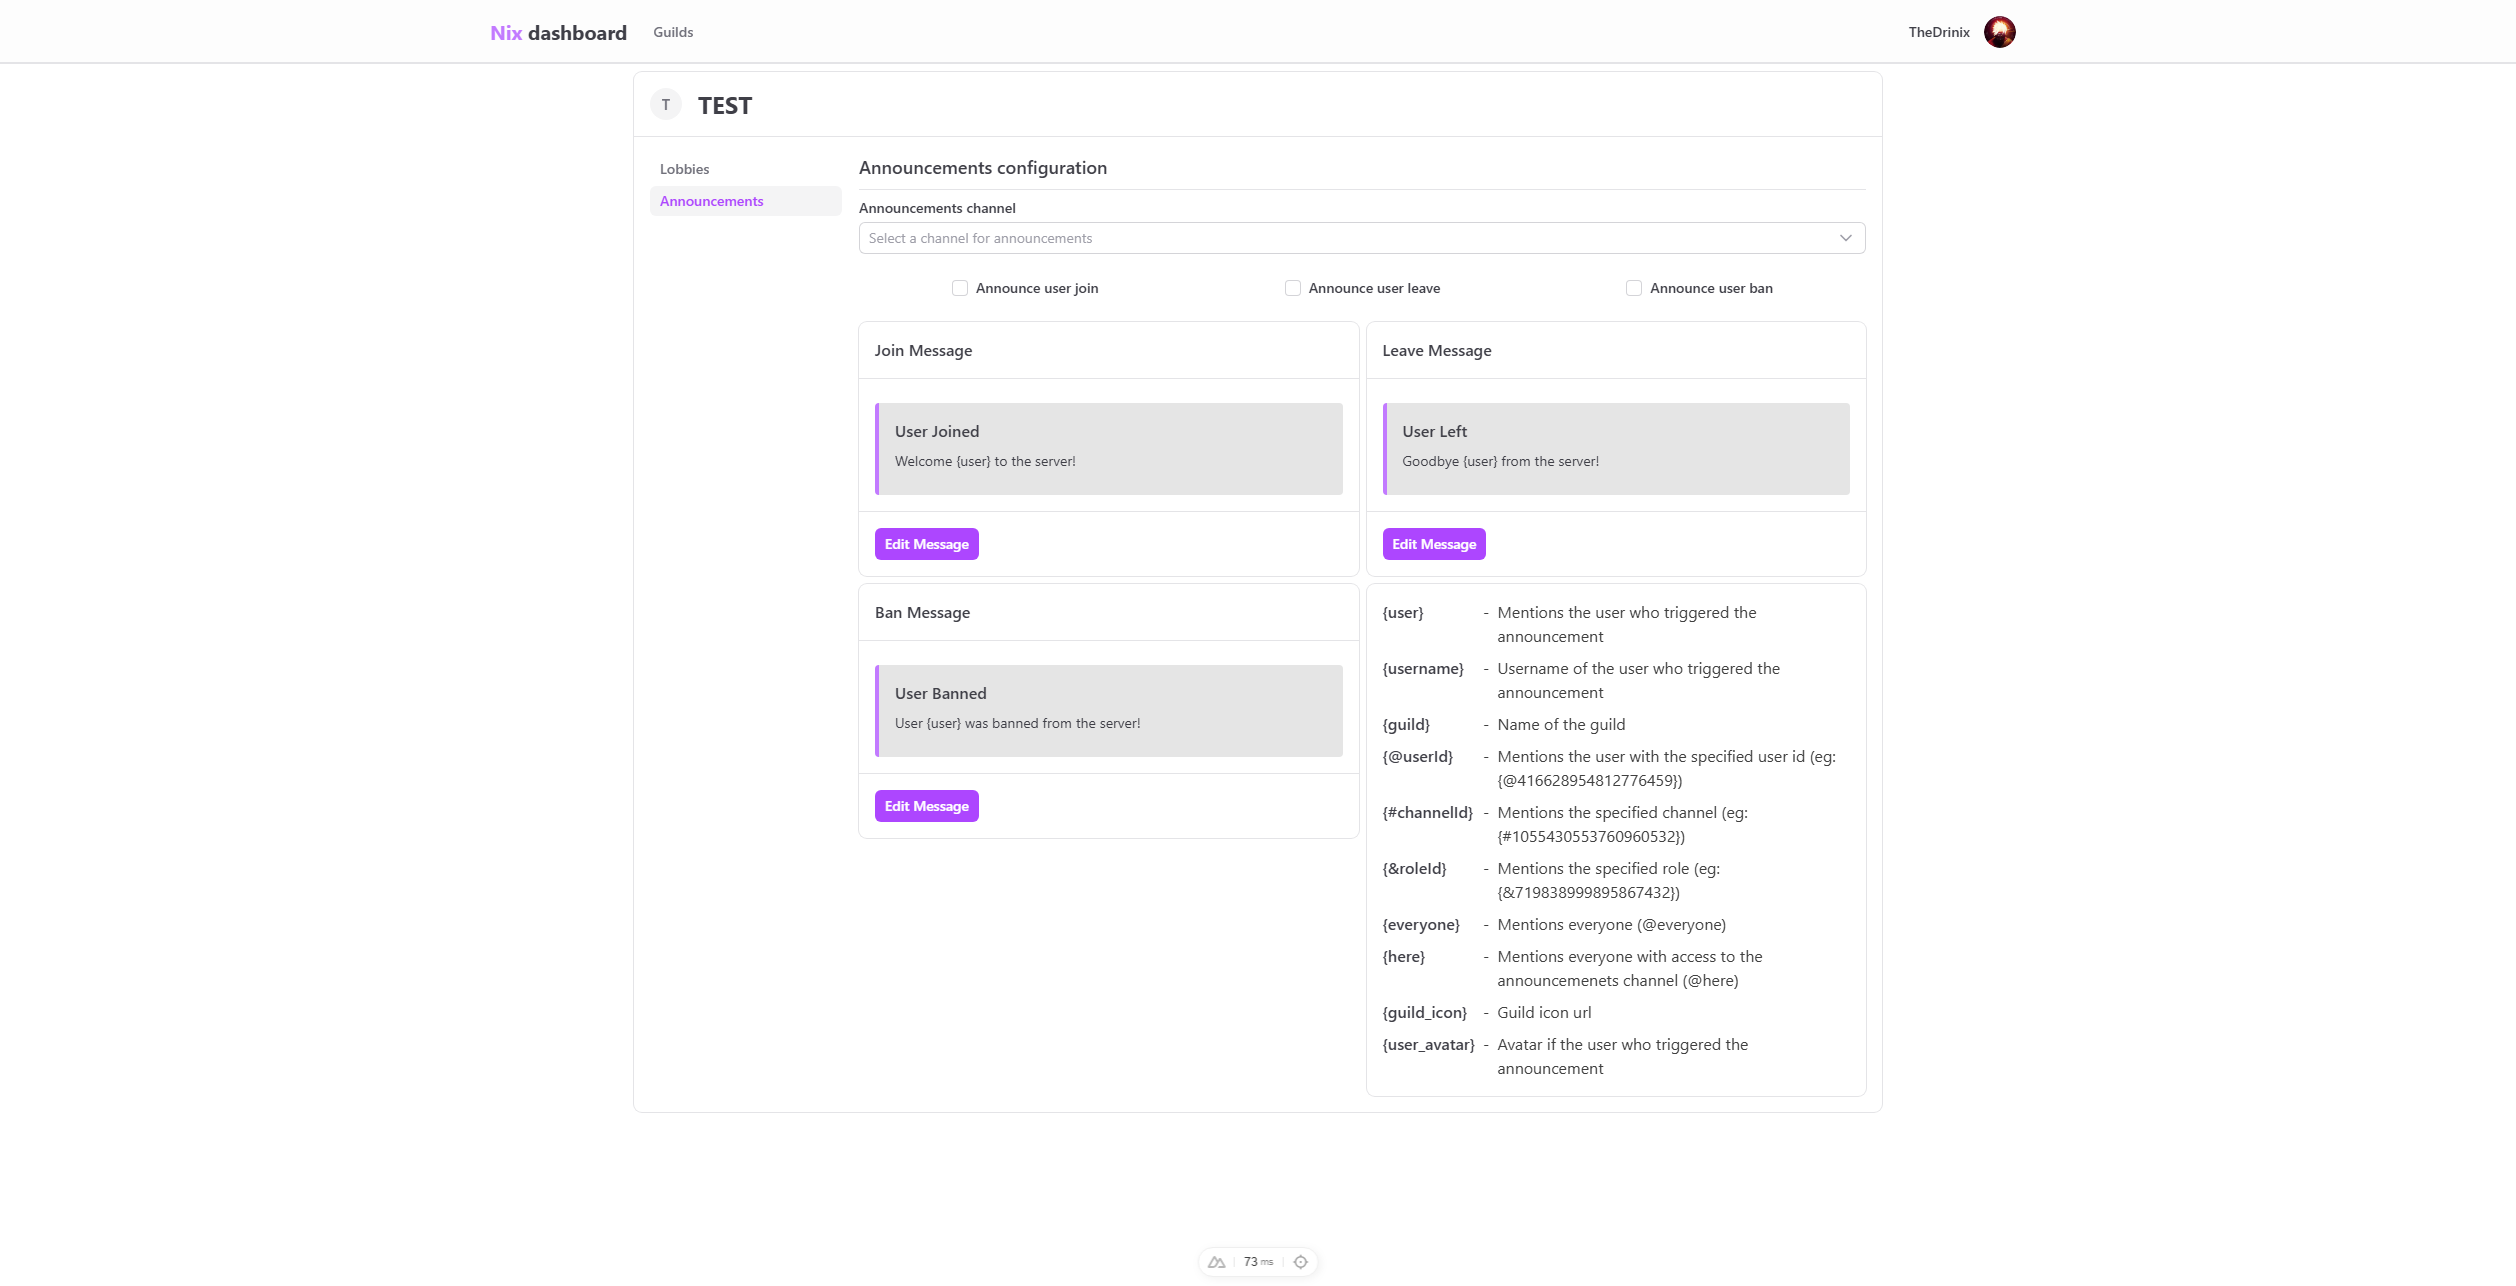 Nix dashboard
Guilds
TheDrinix
T
TEST
Lobbies
Announcements
Announcements configuration
Announcements channel
Select a channel for announcements
Announce user join
Announce user leave
Announce user ban
Join Message
User Joined
Welcome {user} to the server!
Edit Message
Leave Message
User Left
Goodbye {user} from the server!
Edit Message
Ban Message
User Banned
User {user} was banned from the server!
Edit Message
{user} - Mentions the user who triggered the
announcement
{username} - Username of the user who triggered the
announcement
{guild} - Name of the guild
{@userId} - Mentions the user with the specified user id (eg:
{@416628954812776459})
{#channelId} - Mentions the specified channel (eg:
{#1055430553760960532})
{&roleId} - Mentions the specified role (eg:
{&719838999895867432})
{everyone} - Mentions everyone (@everyone)
{here} - Mentions everyone with access to the
announcemenets channel (@here)
{guild_icon} - Guild icon url
{user_avatar} - Avatar if the user who triggered the
announcement
73 ms